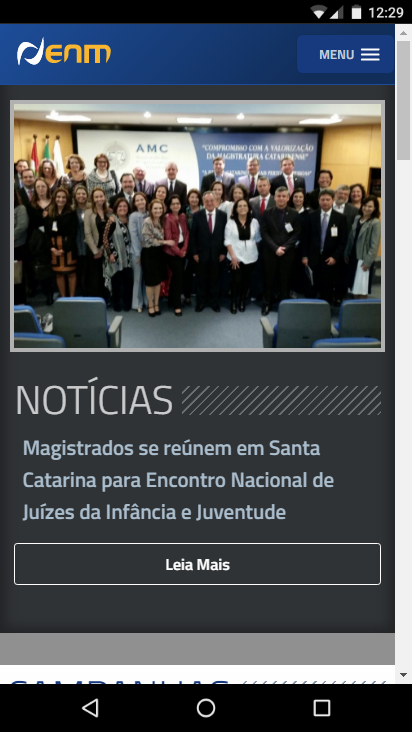 12:29
enm
MENU
AMC
"COMPROMISSO COM A VALORIZAÇÃO
DA MAGISTRATURA CATARINENSE"
NOTÍCIAS
Magistrados se reúnem em Santa
Catarina para Encontro Nacional de
Juízes da Infância e Juventude
Leia Mais